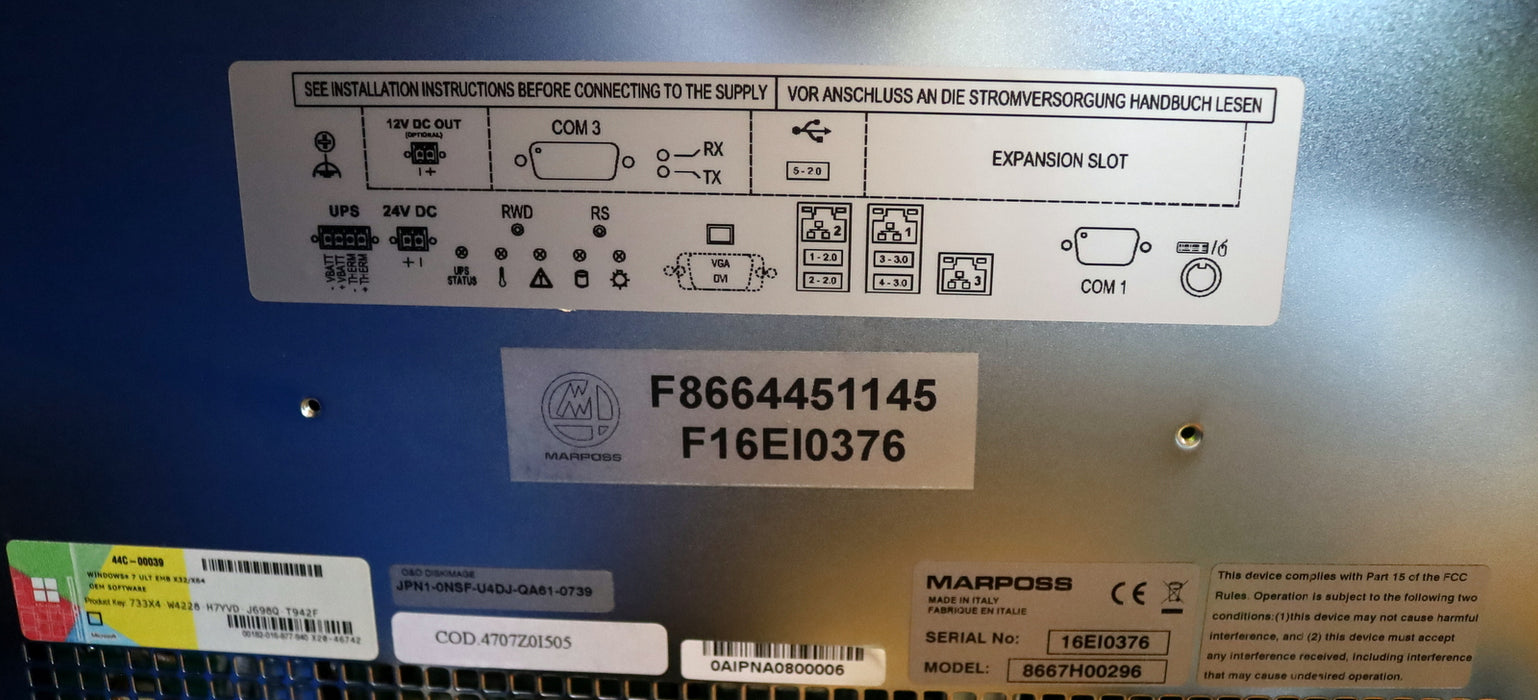 SEE INSTALLATION INSTRUCTIONS BEFORE CONNECTING TO THE SUPPLY
VOR ANSCHLUSS AN DIE STROMVERSORGUNG HANDBUCH LESEN
12V DC OUT
(OPTIONAL)
I +
COM 3
RX
TX
5-2.0
EXPANSION SLOT
UPS
- VBATT
+ VBATT
- THERM
+ THERM
24V DC
+ I
UPS
STATUS
RWD
RS
VGA
DVI
2
1-2.0
2-2.0
1
3-3.0
4-3.0
3
COM 1
MARPOSS
F8664451145
F16EI0376
44C-00039
WINDOWS® 7 ULT EMB X32/X64
OEM SOFTWARE
Product Key: 733X4 W4228 H7YVD J698Q T942F
Microsoft
00182-016-877-940 X20-46742
O&O DISKIMAGE
JPN1-0NSF-U4DJ-QA61-0739
COD.4707Z01505
0AIPNA0800006
MARPOSS
MADE IN ITALY
FABRIQUE EN ITALIE
CE
SERIAL No: 16EI0376
MODEL: 8667H00296
This device complies with Part 15 of the FCC
Rules. Operation is subject to the following two
conditions:(1)this device may not cause harmful
interference, and (2) this device must accept
any interference received, including interference
that may cause undesired operation.